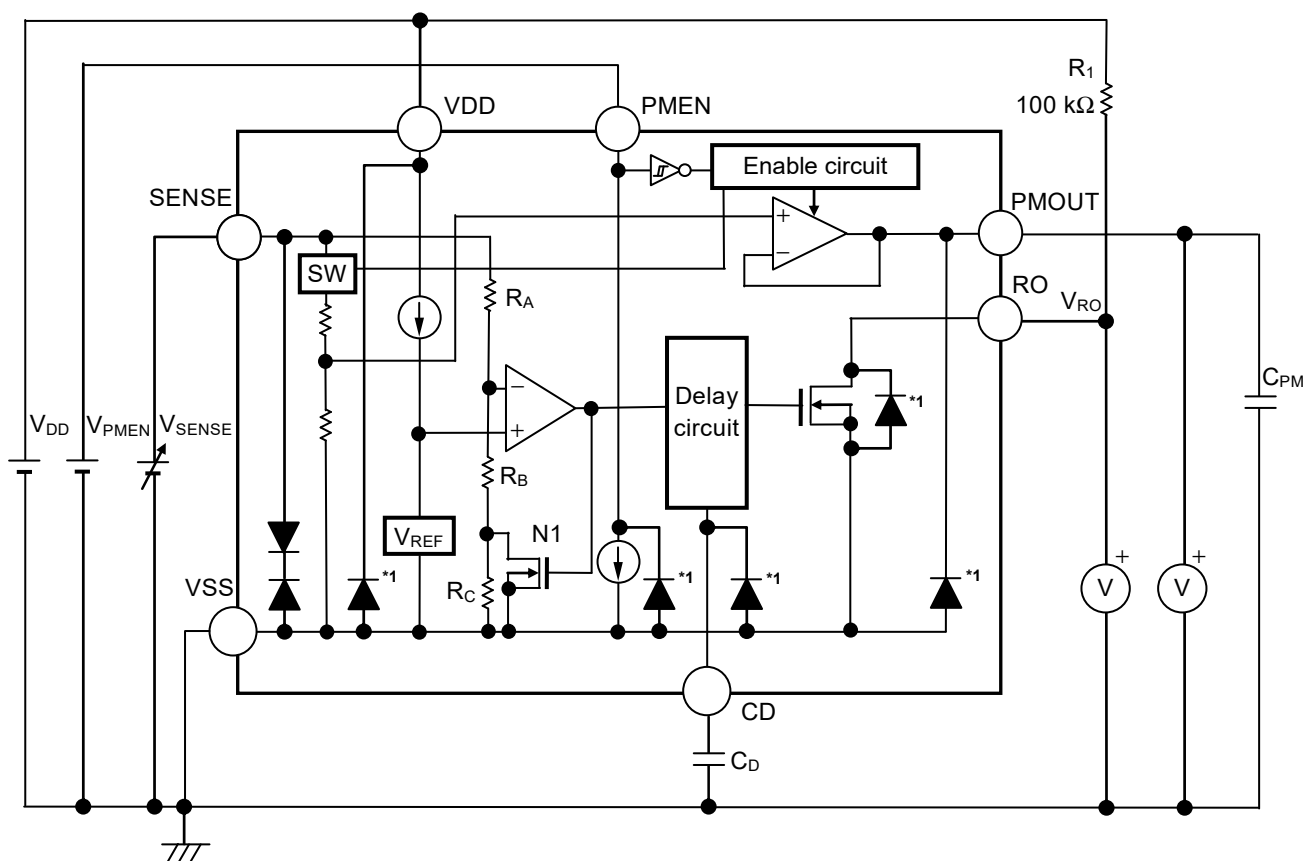 R1
100 kΩ
VDD
PMEN
Enable circuit
SENSE
PMOUT
+
−
SW
RO
VRO
RA
Delay
circuit
*1
CPM
VDD
VPMEN
VSENSE
−
+
RB
VREF
N1
VSS
*1
RC
*1
*1
*1
+
V
+
V
CD
CD